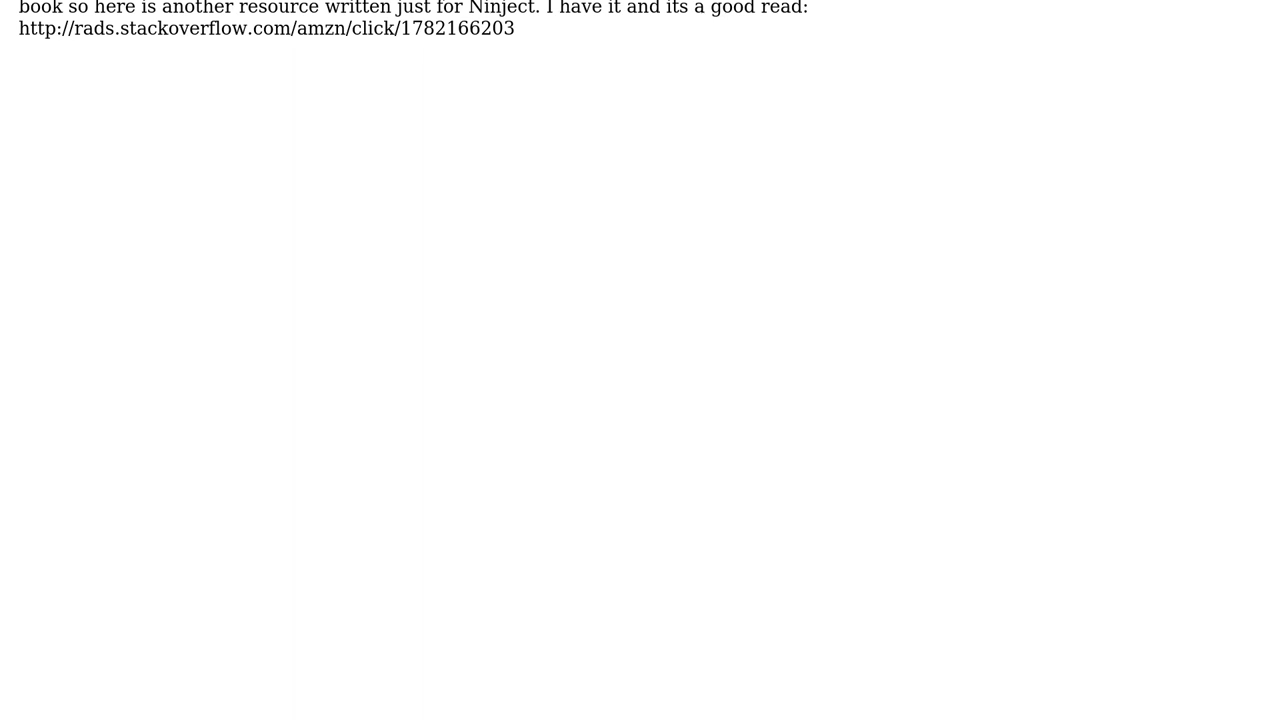 book so here is another resource written just for Ninject. I have it and its a good read:
http://rads.stackoverflow.com/amzn/click/1782166203